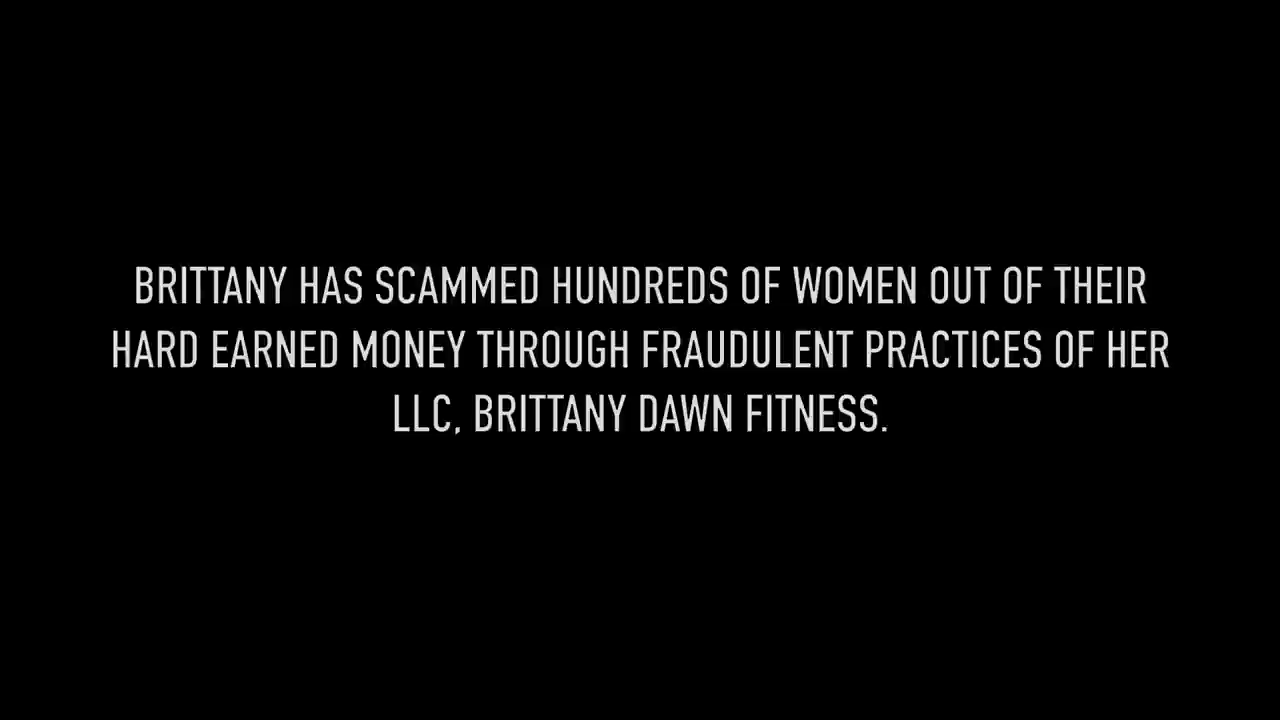 BRITTANY HAS SCAMMED HUNDREDS OF WOMEN OUT OF THEIR
HARD EARNED MONEY THROUGH FRAUDULENT PRACTICES OF HER
LLC, BRITTANY DAWN FITNESS.